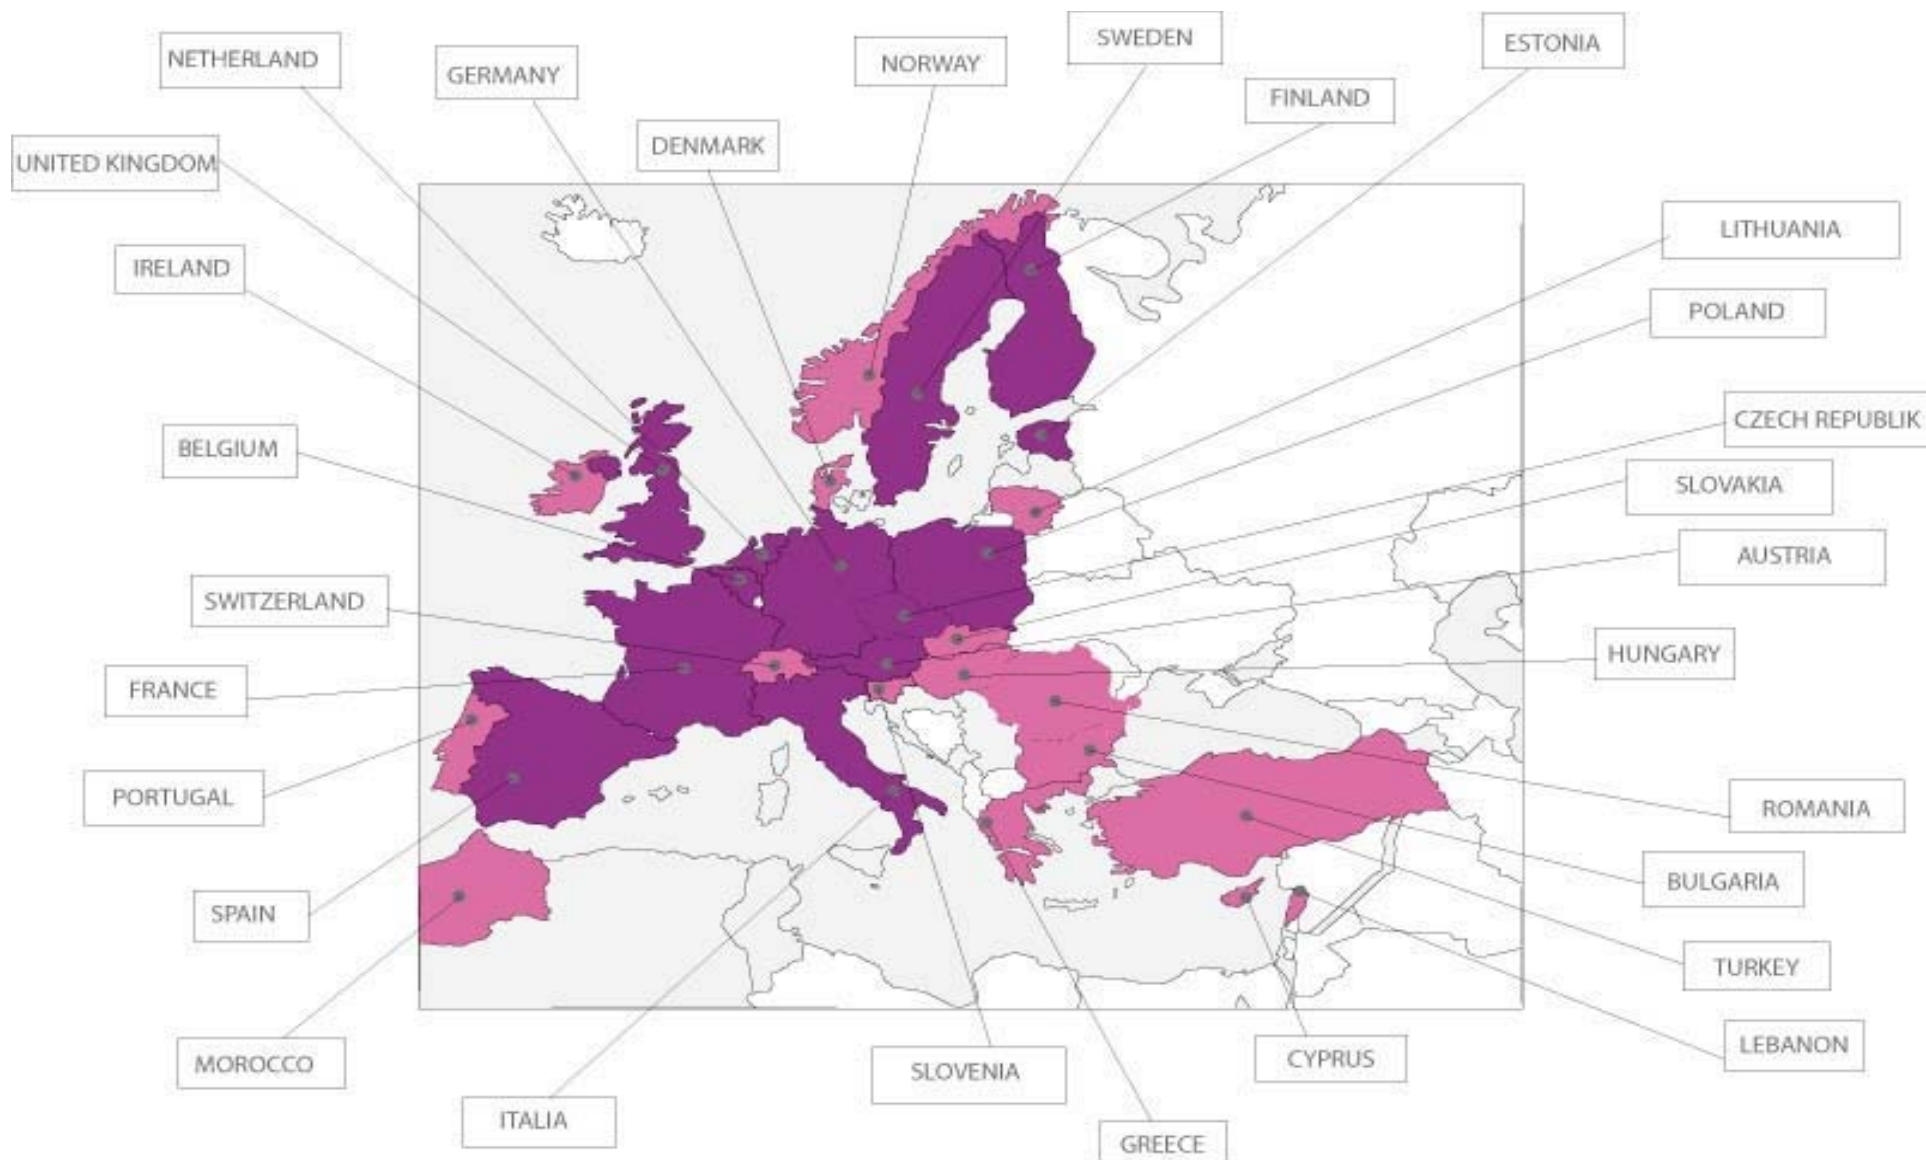 SWEDEN
ESTONIA
NETHERLAND
GERMANY
NORWAY
FINLAND
DENMARK
UNITED KINGDOM
LITHUANIA
IRELAND
POLAND
CZECH REPUBLIK
BELGIUM
SLOVAKIA
AUSTRIA
SWITZERLAND
HUNGARY
FRANCE
PORTUGAL
ROMANIA
BULGARIA
SPAIN
TURKEY
LEBANON
CYPRUS
MOROCCO
SLOVENIA
ITALIA
GREECE